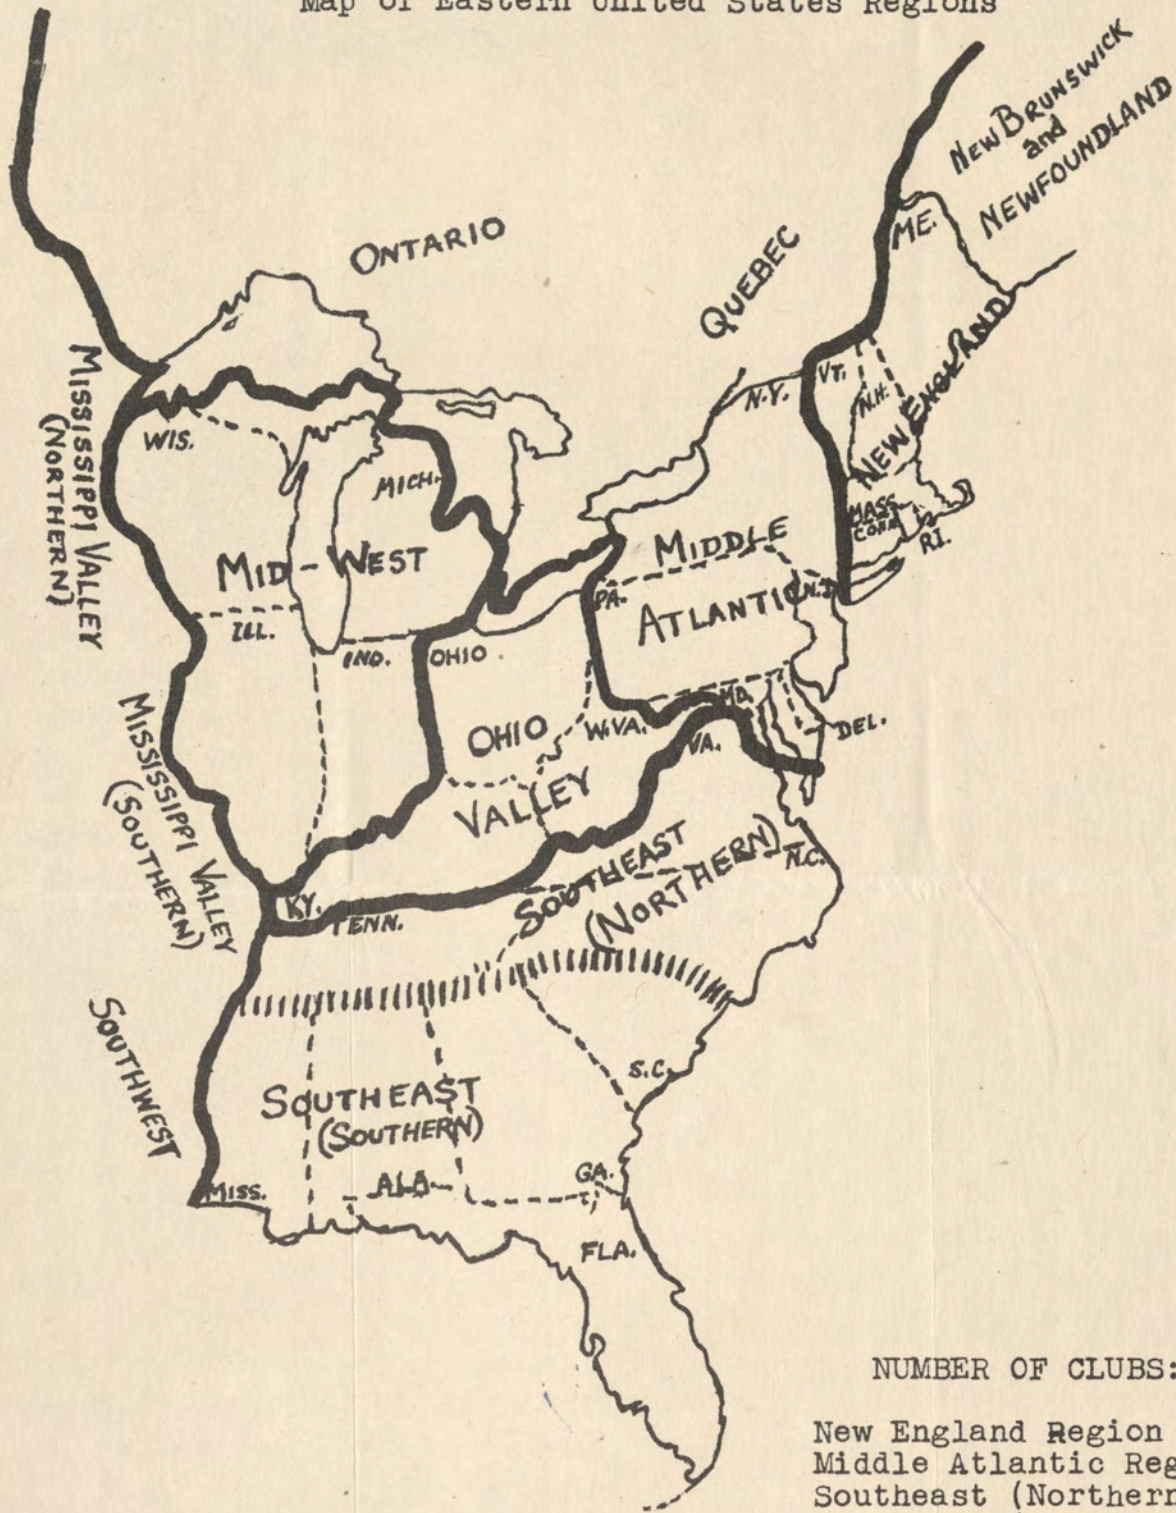 Map of Eastern United States Regions
NEW BRUNSWICK
and
NEWFOUNDLAND
ME.
ONTARIO
QUEBEC
VT.
N.H.
N.Y.
NEW ENGLAND
MASS
CONN
R.I.
MISSISSIPPI VALLEY
(NORTHERN)
WIS.
MICH.
MID-WEST
MIDDLE
ATLANTIC
PA.
N.J.
ILL.
IND.
OHIO
MD.
DEL.
OHIO
VALLEY
W.VA.
VA.
MISSISSIPPI VALLEY
(SOUTHERN)
SOUTHEAST
(NORTHERN)
N.C.
KY.
TENN.
SOUTHWEST
S.C.
SOUTHEAST
(SOUTHERN)
MISS.
ALA
GA.
FLA.
NUMBER OF CLUBS:
New England Region
Middle Atlantic Reg
Southeast (Northern